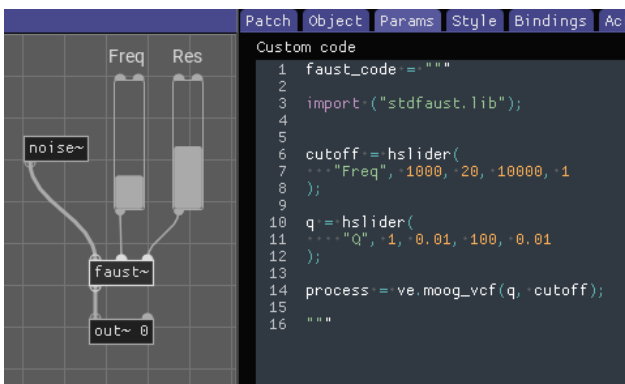 Freq Res
noise~
faust~
out~ 0
Patch Object Params Style Bindings Ac
Custom code
1 faust_code = """
2
3 import ("stdfaust.lib");
4
5
6 cutoff = hslider(
7 "Freq", 1000, 20, 10000, 1
8 );
9
10 q = hslider(
11 "Q", 1, 0.01, 100, 0.01
12 );
13
14 process = ve.moog_vcf(q, cutoff);
15
16 """